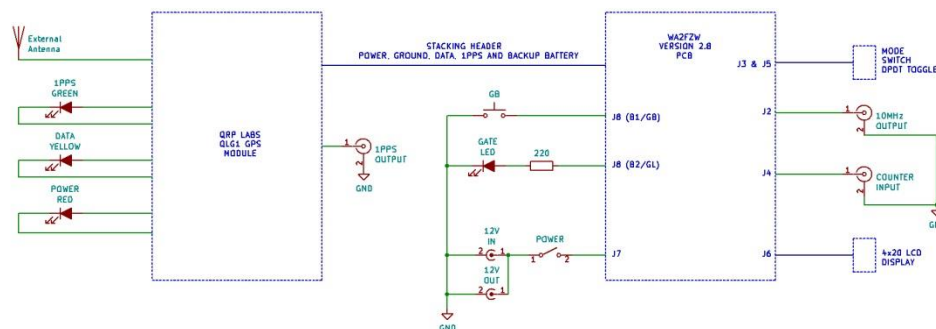 External
Antenna
1PPS
GREEN
DATA
YELLOW
POWER
RED
QRP LABS
QLG1 GPS
MODULE
1
2
1PPS
OUTPUT
GND
STACKING HEADER
POWER, GROUND, DATA, 1PPS AND BACKUP BATTERY
GB
GATE
LED
220
12V
IN
2
1
12V
OUT
2
1
POWER
1
2
GND
WA2FZW
VERSION 2.8
PCB
J8 (B1/GB)
J8 (B2/GL)
J7
J3 & J5
J2
J4
J6
MODE
SWITCH
DPDT TOGGLE
1
2
10MHz
OUTPUT
1
2
COUNTER
INPUT
4x20 LCD
DISPLAY